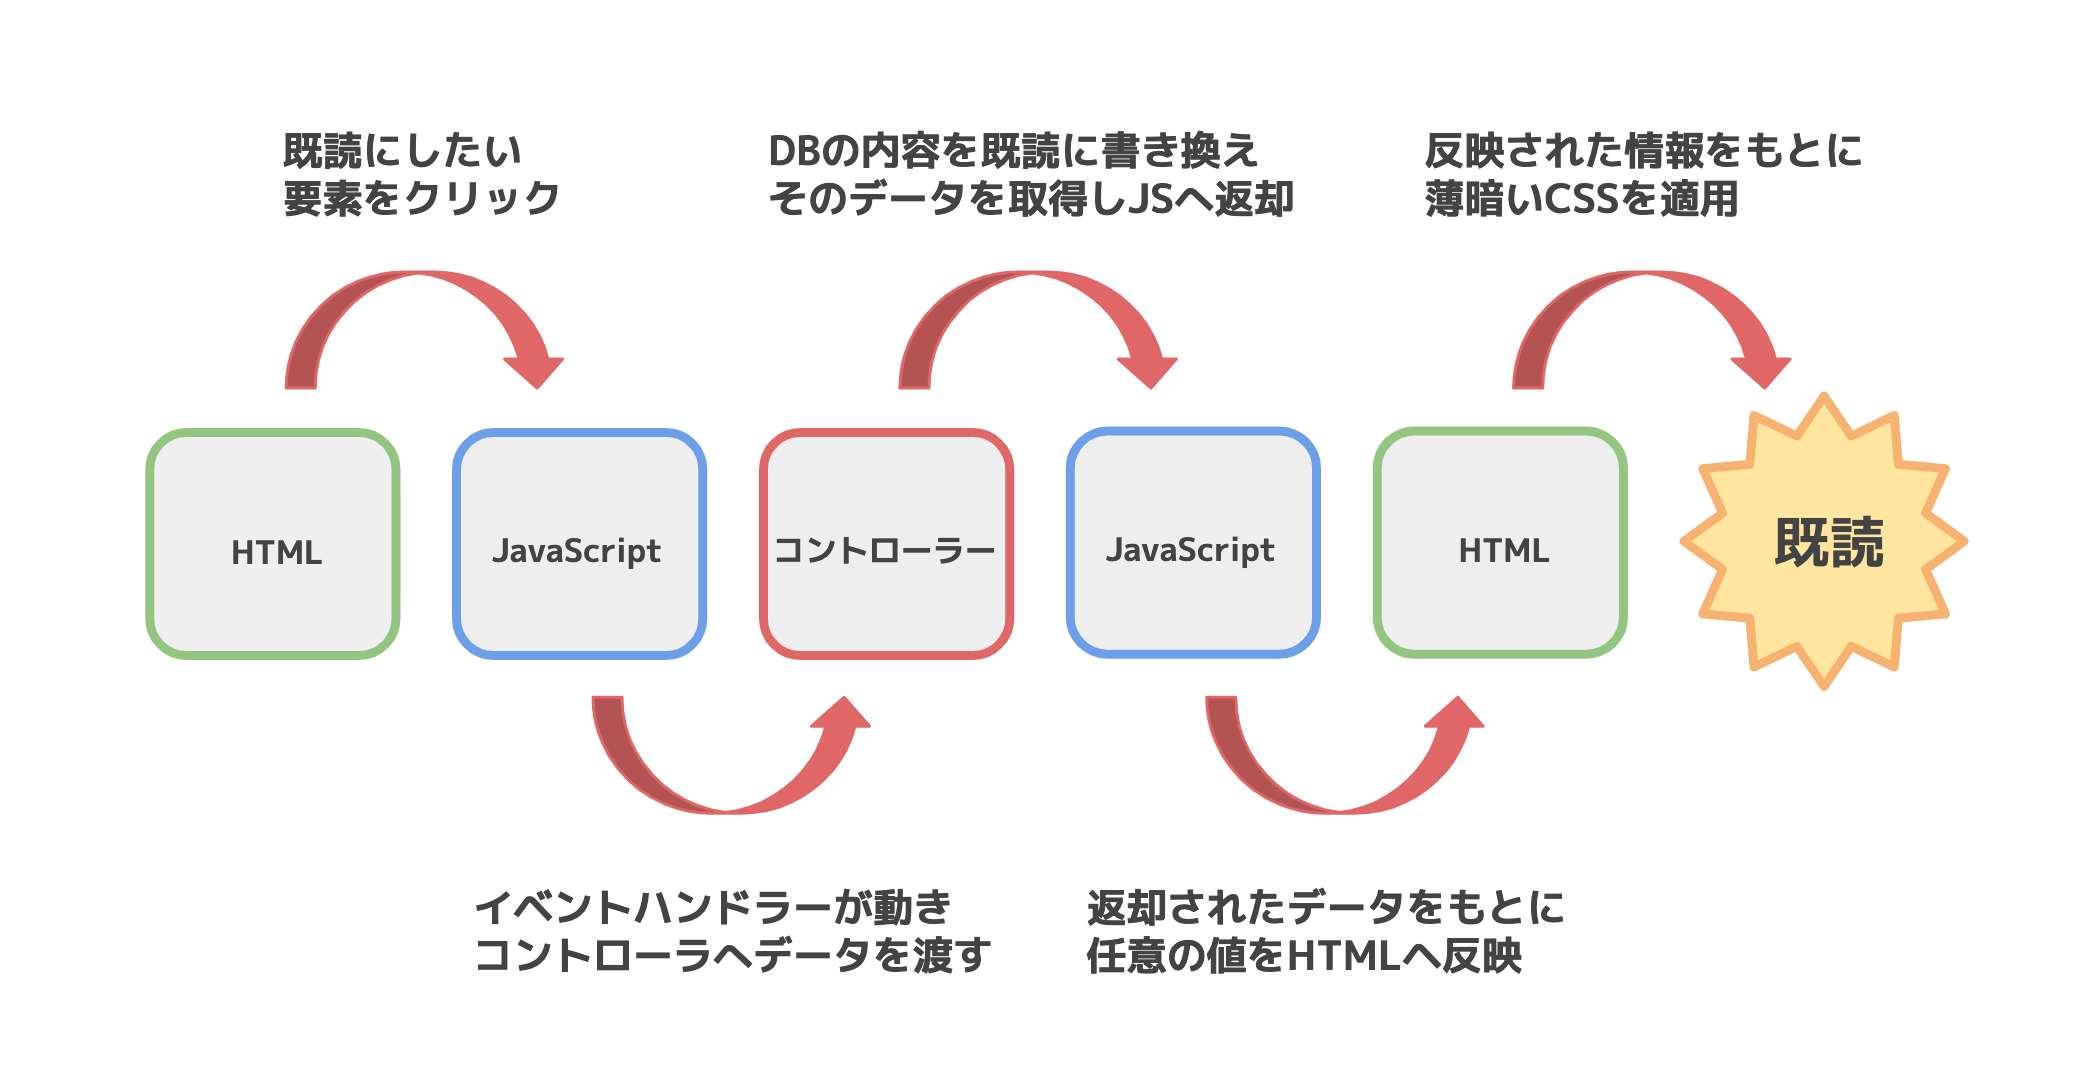 既読にしたい
要素をクリック
DBの内容を既読に書き換え
そのデータを取得しJSへ返却
反映された情報をもとに
薄暗いCSSを適用
HTML
JavaScript
コントローラー
JavaScript
HTML
既読
イベントハンドラーが動き
コントローラへデータを渡す
返却されたデータをもとに
任意の値をHTMLへ反映